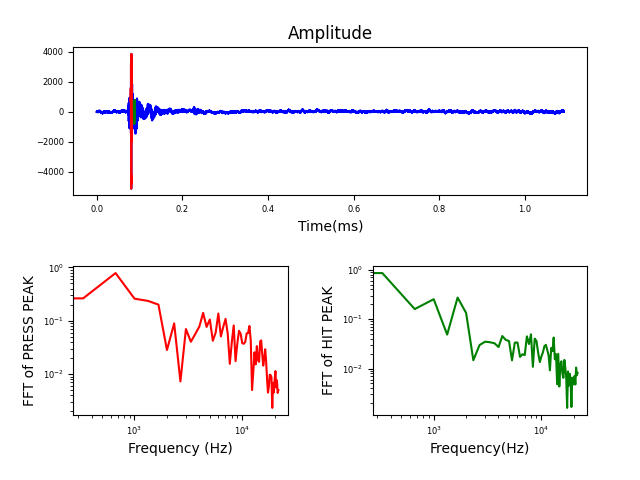 Amplitude
4000
2000
0
−2000
−4000
0.0 0.2 0.4 0.6 0.8 1.0
Time(ms)
FFT of PRESS PEAK
10⁰
10⁻¹
10⁻²
10³ 10⁴
Frequency (Hz)
FFT of HIT PEAK
10⁰
10⁻¹
10⁻²
10³ 10⁴
Frequency(Hz)